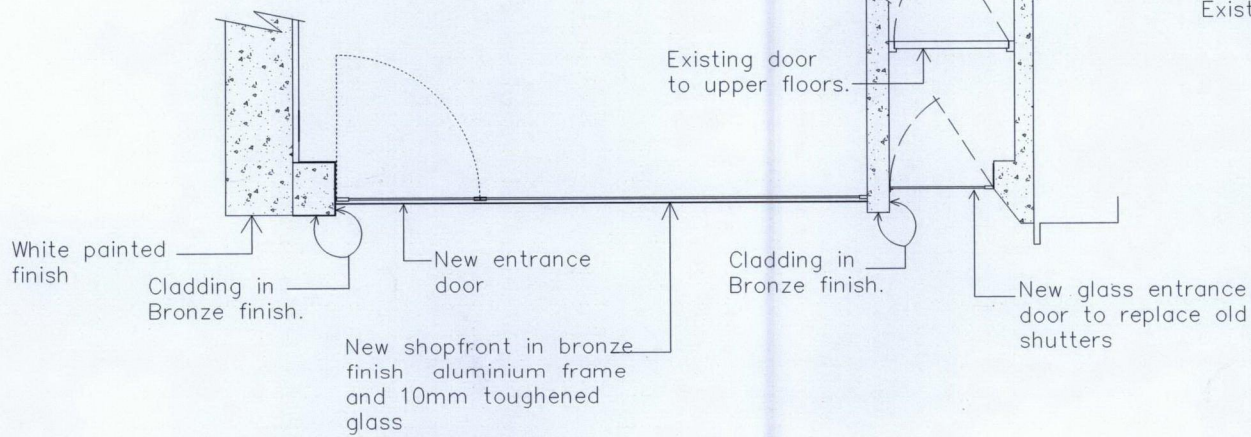 Exist
Existing door
to upper floors.
White painted
finish
Cladding in
Bronze finish.
New entrance
door
New shopfront in bronze
finish aluminium frame
and 10mm toughened
glass
Cladding in
Bronze finish.
New glass entrance
door to replace old
shutters